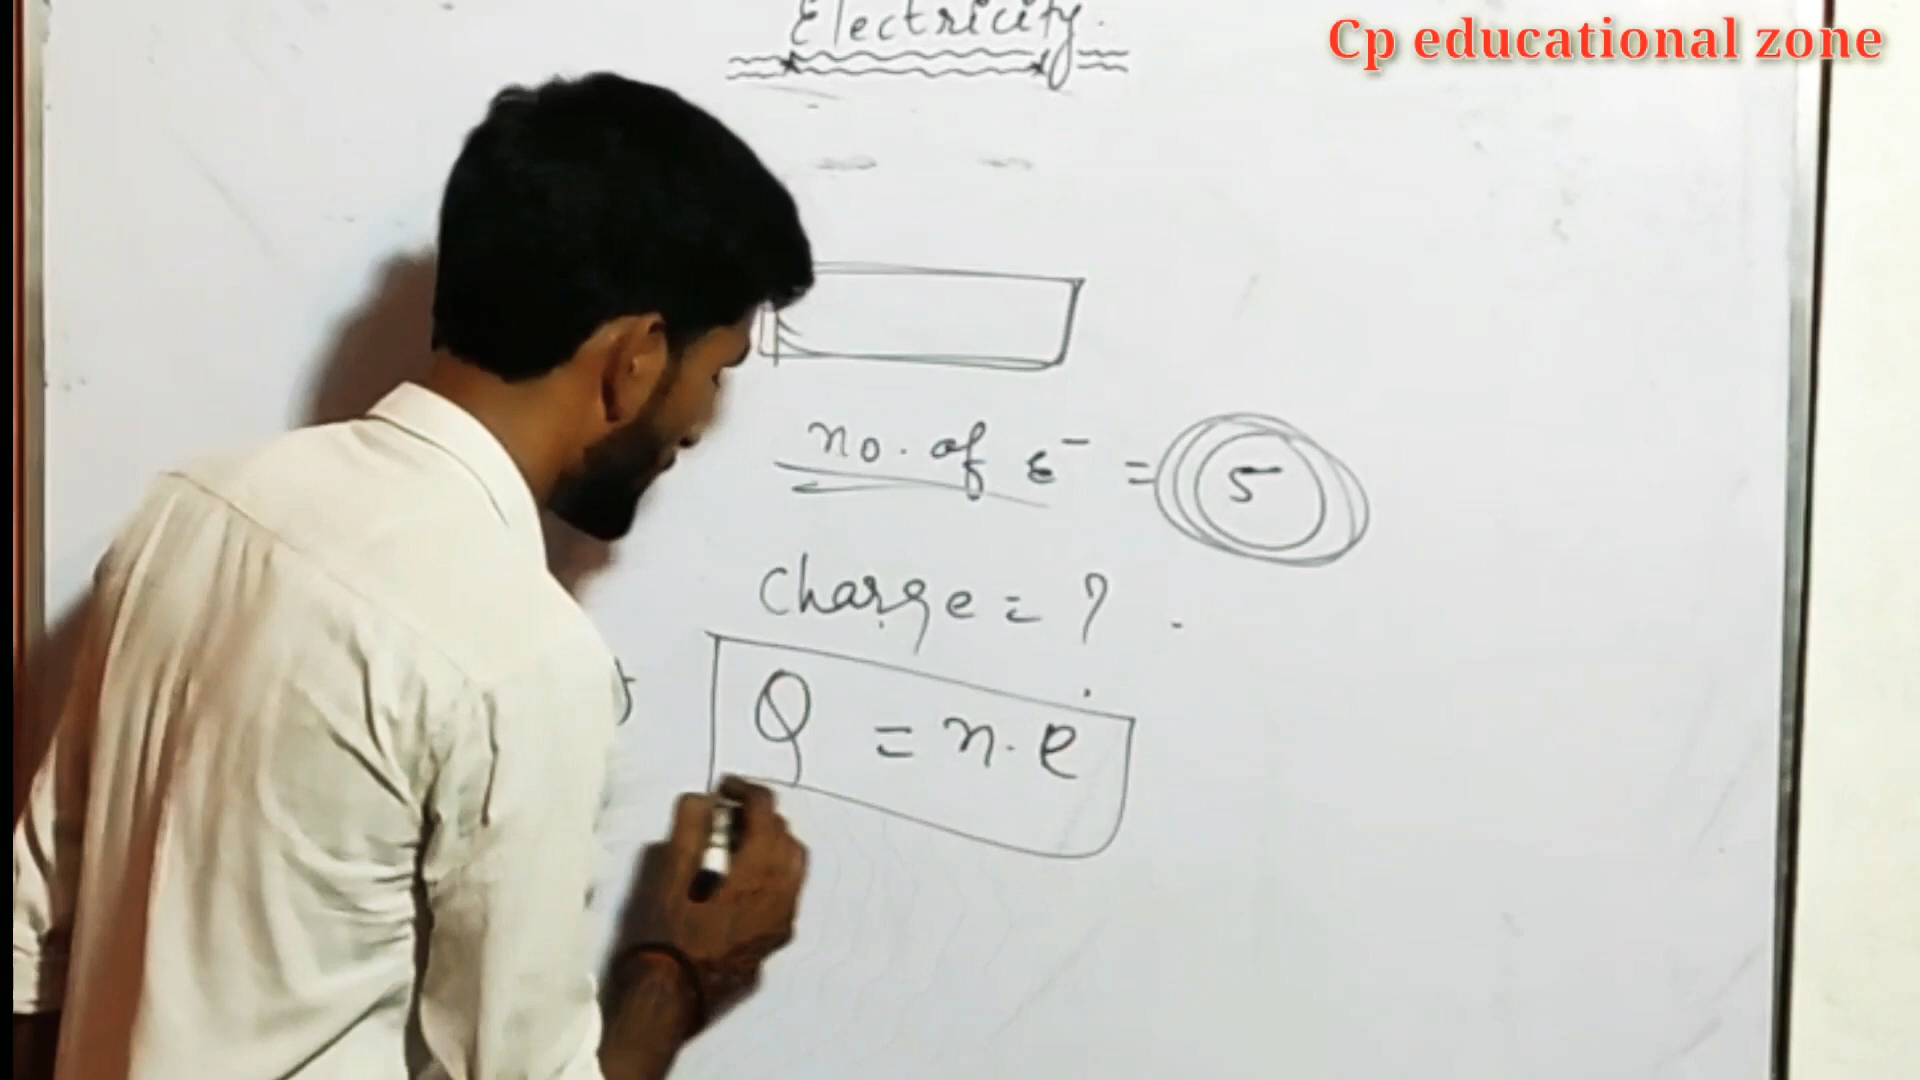 Electricity.
Cp educational zone
no. of e⁻ = 5
Charge = ?
Q = n. e